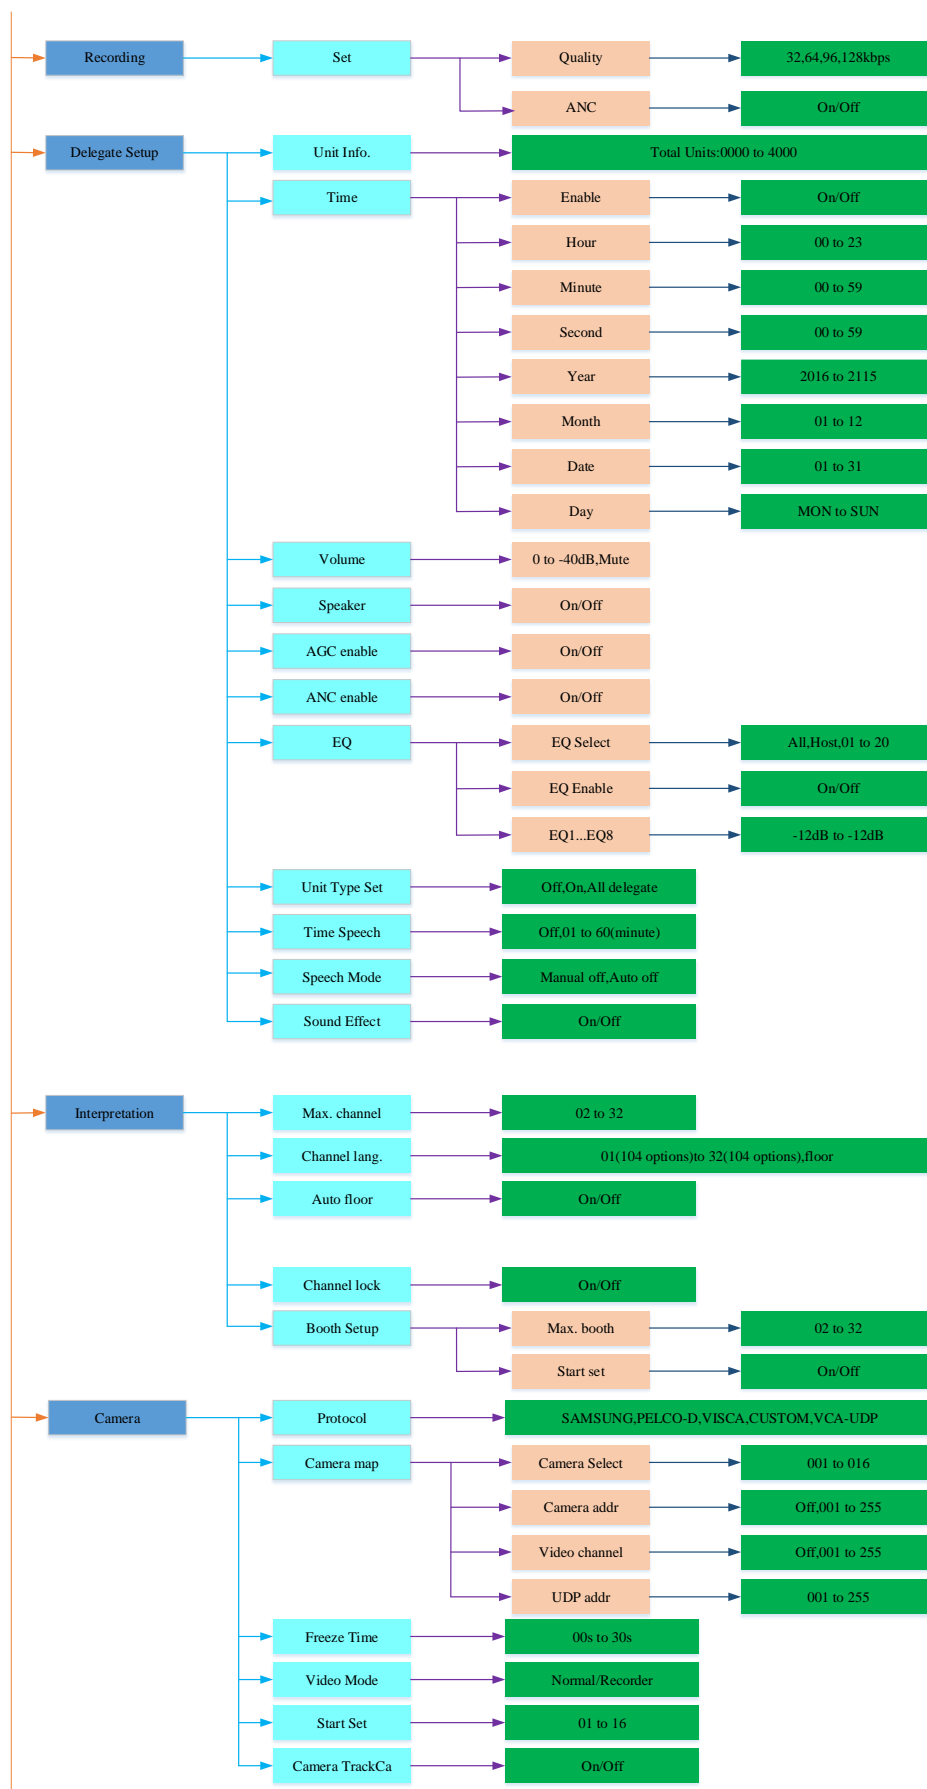 Recording
Set
Quality
32,64,96,128kbps
ANC
On/Off
Delegate Setup
Unit Info.
Total Units:0000 to 4000
Time
Enable
On/Off
Hour
00 to 23
Minute
00 to 59
Second
00 to 59
Year
2016 to 2115
Month
01 to 12
Date
01 to 31
Day
MON to SUN
Volume
0 to -40dB,Mute
Speaker
On/Off
AGC enable
On/Off
ANC enable
On/Off
EQ
EQ Select
All,Host,01 to 20
EQ Enable
On/Off
EQ1...EQ8
-12dB to -12dB
Unit Type Set
Off,On,All delegate
Time Speech
Off,01 to 60(minute)
Speech Mode
Manual off,Auto off
Sound Effect
On/Off
Interpretation
Max. channel
02 to 32
Channel lang.
01(104 options)to 32(104 options),floor
Auto floor
On/Off
Channel lock
On/Off
Booth Setup
Max. booth
02 to 32
Start set
On/Off
Camera
Protocol
SAMSUNG,PELCO-D,VISCA,CUSTOM,VCA-UDP
Camera map
Camera Select
001 to 016
Camera addr
Off,001 to 255
Video channel
Off,001 to 255
UDP addr
001 to 255
Freeze Time
00s to 30s
Video Mode
Normal/Recorder
Start Set
01 to 16
Camera TrackCa
On/Off